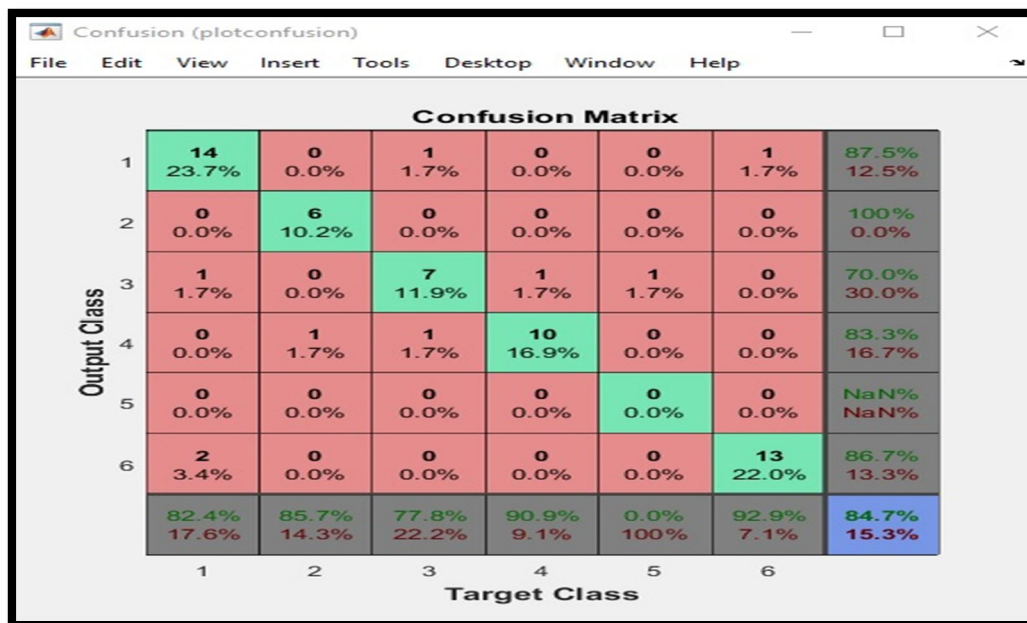 Confusion (plotconfusion)
File Edit View Insert Tools Desktop Window Help
Confusion Matrix
1 14 0 1 0 0 1 87.5%
23.7% 0.0% 1.7% 0.0% 0.0% 1.7% 12.5%
2 0 6 0 0 0 0 100%
0.0% 10.2% 0.0% 0.0% 0.0% 0.0% 0.0%
3 1 0 7 1 1 0 70.0%
1.7% 0.0% 11.9% 1.7% 1.7% 0.0% 30.0%
4 0 1 1 10 0 0 83.3%
0.0% 1.7% 1.7% 16.9% 0.0% 0.0% 16.7%
5 0 0 0 0 0 0 NaN%
0.0% 0.0% 0.0% 0.0% 0.0% 0.0% NaN%
6 2 0 0 0 0 13 86.7%
3.4% 0.0% 0.0% 0.0% 0.0% 22.0% 13.3%
82.4% 85.7% 77.8% 90.9% 0.0% 92.9% 84.7%
17.6% 14.3% 22.2% 9.1% 100% 7.1% 15.3%
1 2 3 4 5 6
Target Class
Output Class